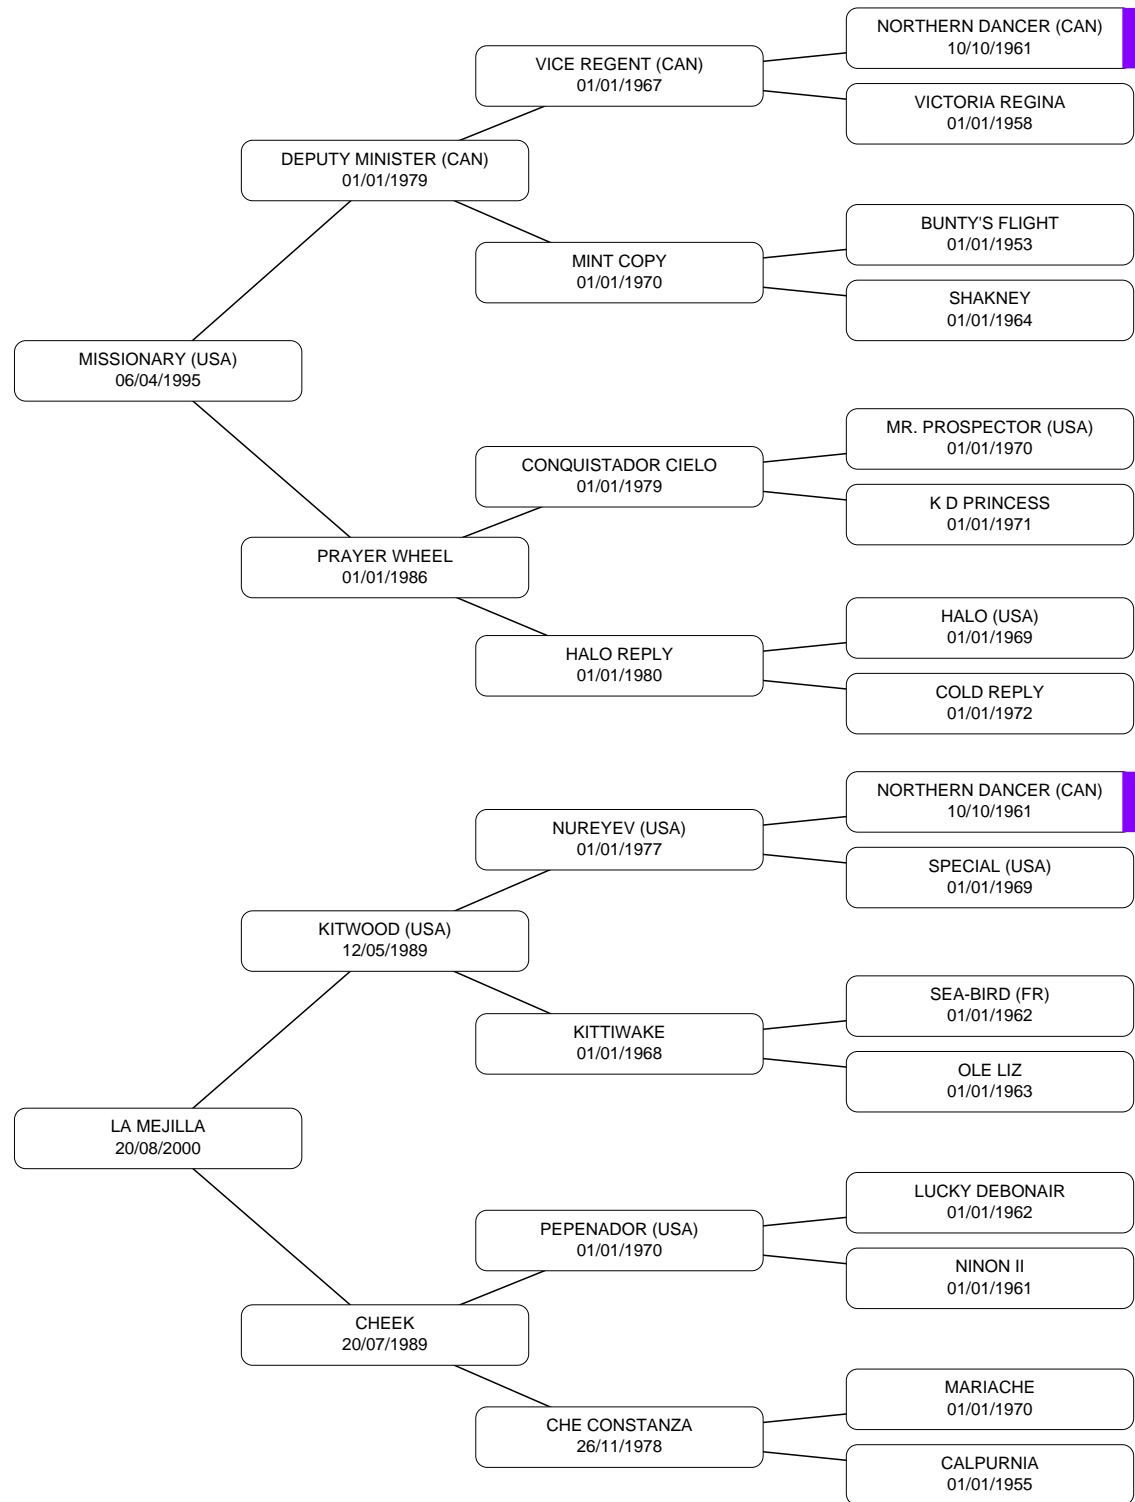 NORTHERN DANCER (CAN)
10/10/1961
VICE REGENT (CAN)
01/01/1967
VICTORIA REGINA
01/01/1958
DEPUTY MINISTER (CAN)
01/01/1979
BUNTY'S FLIGHT
01/01/1953
MINT COPY
01/01/1970
SHAKNEY
01/01/1964
MISSIONARY (USA)
06/04/1995
MR. PROSPECTOR (USA)
01/01/1970
CONQUISTADOR CIELO
01/01/1979
K D PRINCESS
01/01/1971
PRAYER WHEEL
01/01/1986
HALO (USA)
01/01/1969
HALO REPLY
01/01/1980
COLD REPLY
01/01/1972
NORTHERN DANCER (CAN)
10/10/1961
NUREYEV (USA)
01/01/1977
SPECIAL (USA)
01/01/1969
KITWOOD (USA)
12/05/1989
SEA-BIRD (FR)
01/01/1962
KITTIWAKE
01/01/1968
OLE LIZ
01/01/1963
LA MEJILLA
20/08/2000
LUCKY DEBONAIR
01/01/1962
PEPENADOR (USA)
01/01/1970
NINON II
01/01/1961
CHEEK
20/07/1989
MARIACHE
01/01/1970
CHE CONSTANZA
26/11/1978
CALPURNIA
01/01/1955